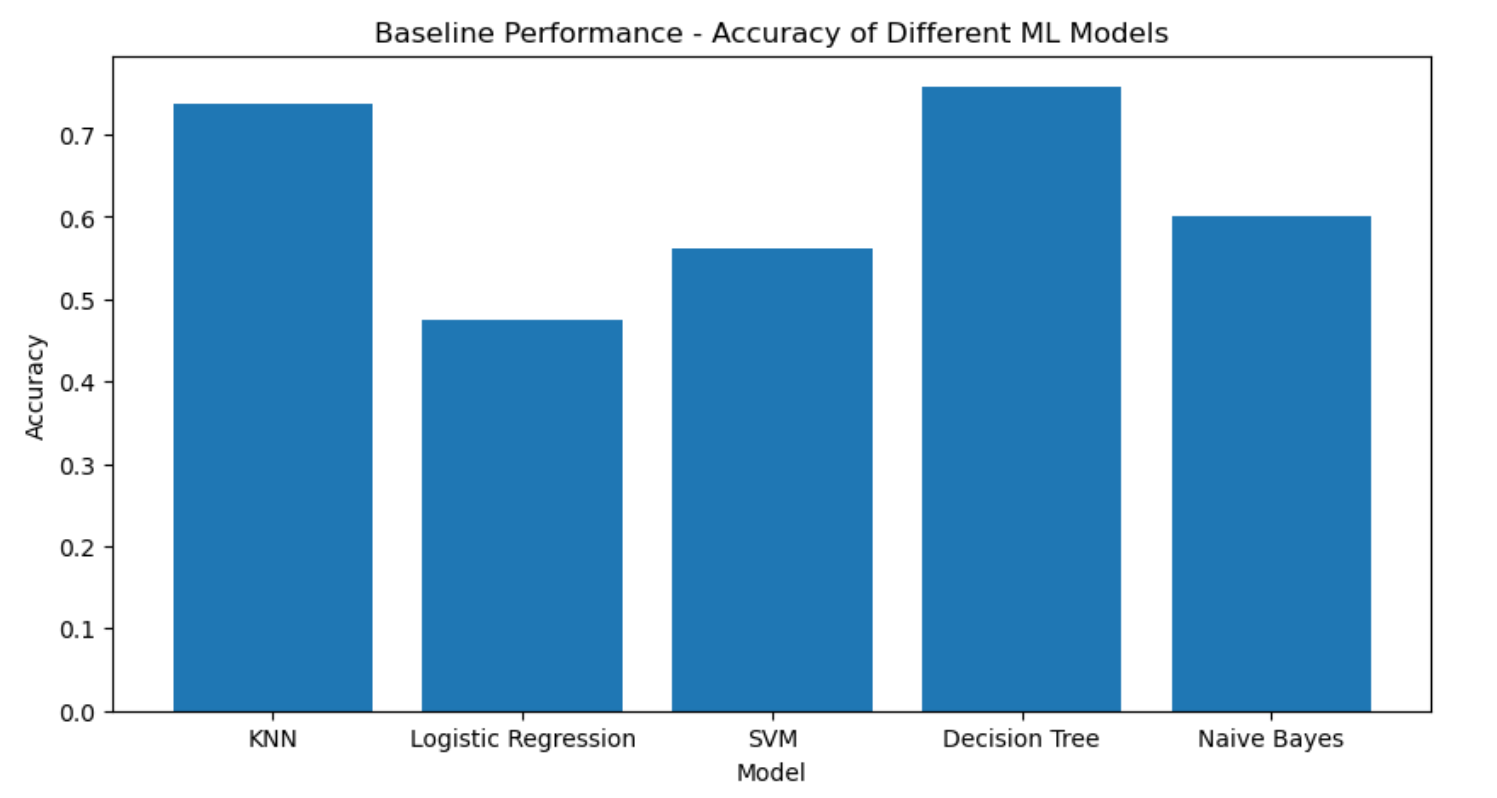 Baseline Performance - Accuracy of Different ML Models
Accuracy
0.7
0.6
0.5
0.4
0.3
0.2
0.1
0.0
KNN Logistic Regression SVM Decision Tree Naive Bayes
Model